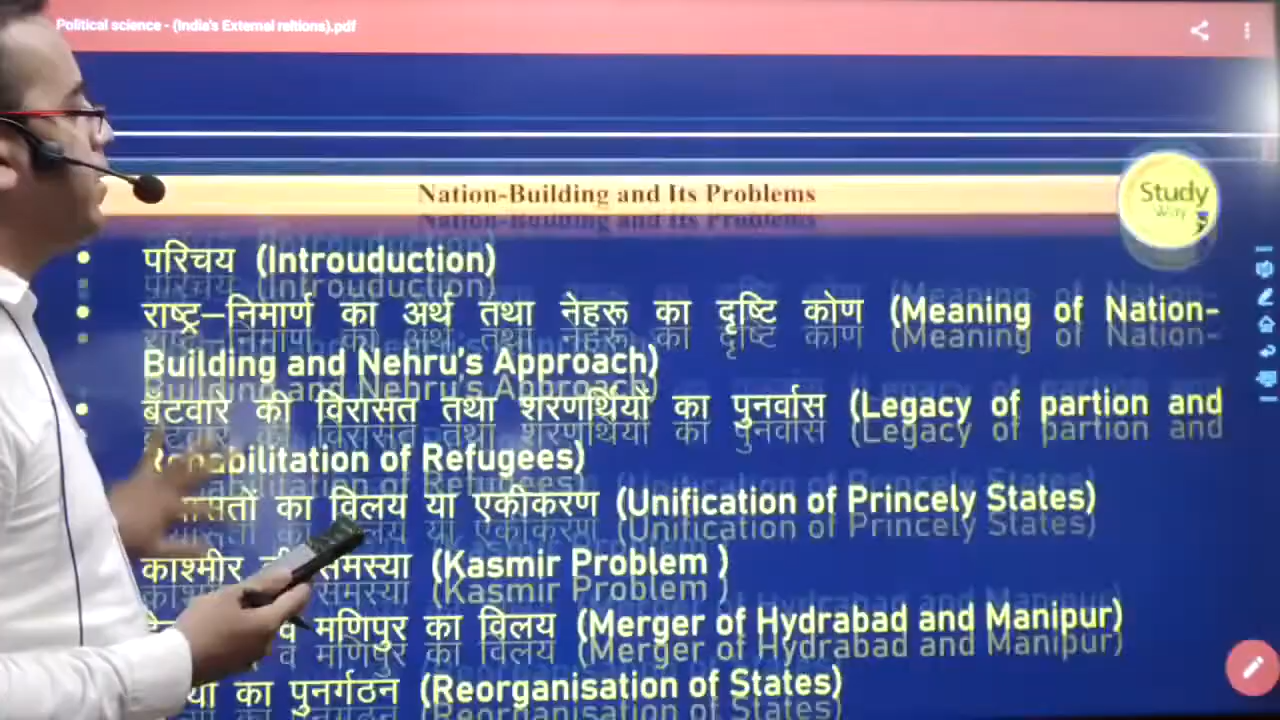 Political science - (India's Externel reltions).pdf
Nation-Building and Its Problems
Study
Way
• परिचय (Introuduction)
• राष्ट्र–निमार्ण का अर्थ तथा नेहरू का दृष्टि कोण (Meaning of Nation-
Building and Nehru's Approach)
• बंटवारे की विरासत तथा शरणर्थियों का पुनर्वास (Legacy of partion and
Rehabilitation of Refugees)
का विलय या एकीकरण (Unification of Princely States)
काश्मीर की समस्या (Kasmir Problem )
व मणिपुर का विलय (Merger of Hydrabad and Manipur)
का पुनर्गठन (Reorganisation of States)